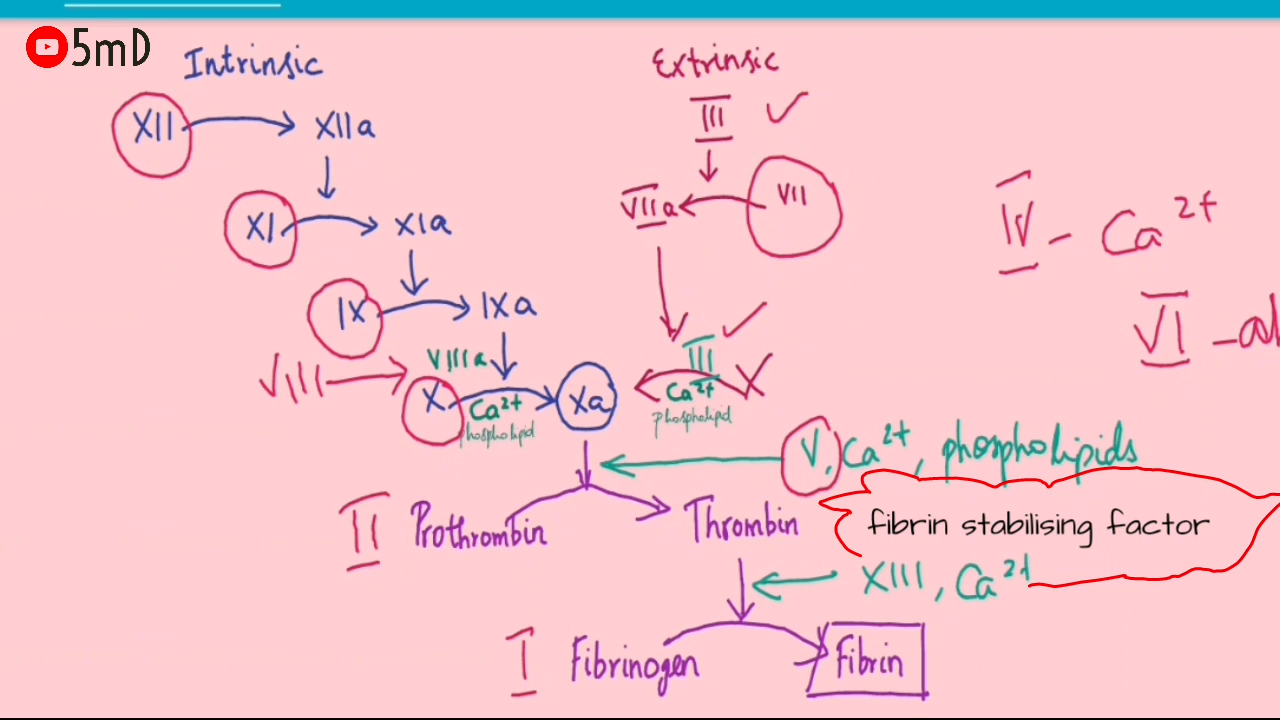 5mD
Intrinsic
Extrinsic
XII
XIIa
III
XI
XIa
VIIa
VII
IV - Ca2+
IX
IXa
VI -
VIII
VIIIa
III
X
Ca2+
phospholipid
Xa
Ca2+
phospholipid
X
V, Ca2+, phospholipids
II Prothrombin
Thrombin
fibrin stabilising factor
XIII, Ca2+
I Fibrinogen
Fibrin